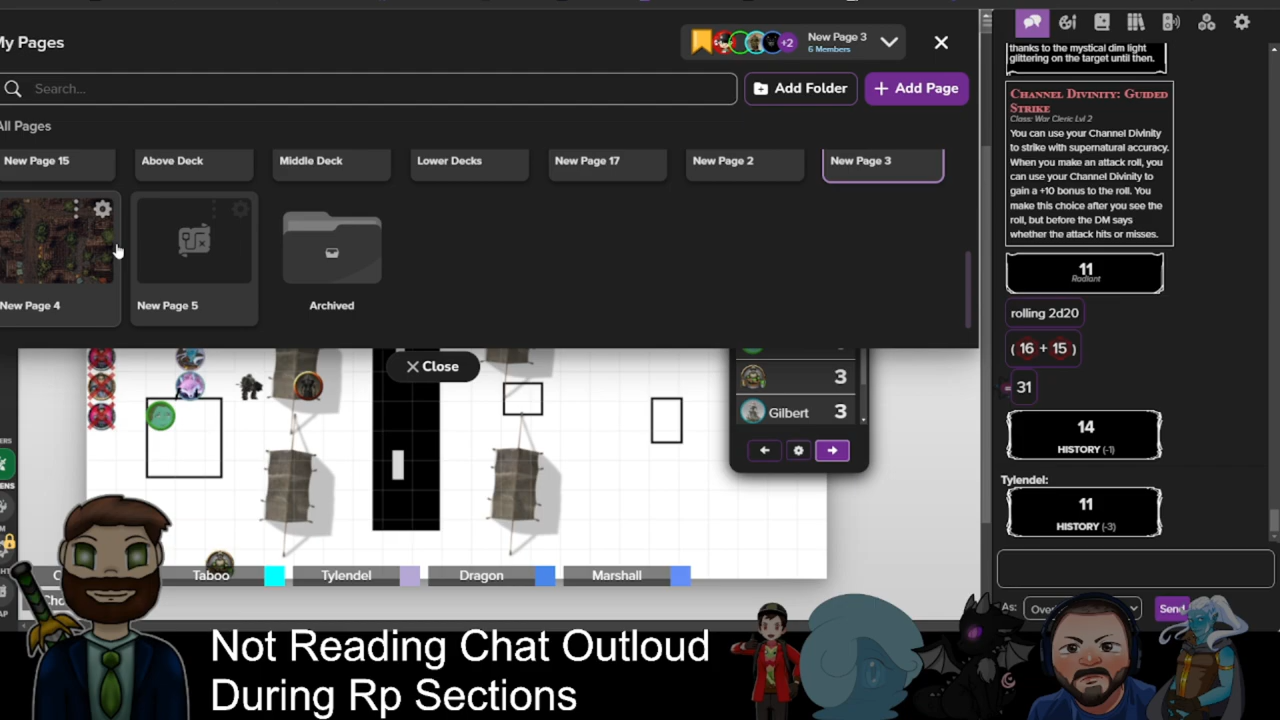 My Pages
+2
New Page 3
6 Members
Search...
Add Folder
Add Page
All Pages
New Page 15
Above Deck
Middle Deck
Lower Decks
New Page 17
New Page 2
New Page 3
New Page 4
New Page 5
Archived
Close
3
Gilbert
3
Taboo
Tylendel
Dragon
Marshall
thanks to the mystical dim light
glittering on the target until then.
Channel Divinity: Guided
Strike
Class: War Cleric Lvl 2
You can use your Channel Divinity
to strike with supernatural accuracy.
When you make an attack roll, you
can use your Channel Divinity to
gain a +10 bonus to the roll. You
make this choice after you see the
roll, but before the DM says
whether the attack hits or misses.
11
Radiant
rolling 2d20
(16 + 15)
= 31
14
HISTORY (-1)
Tylendel:
11
HISTORY (-3)
As:
Send
Not Reading Chat Outloud
During Rp Sections